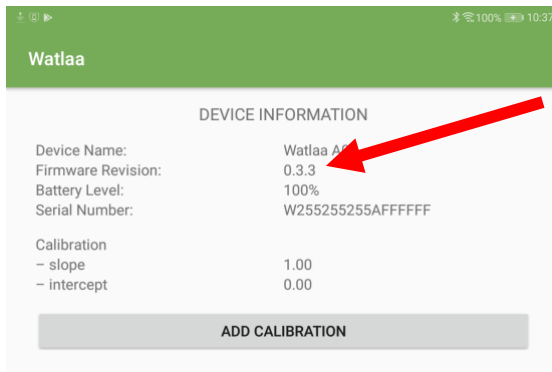 100% 10:37
Watlaa
DEVICE INFORMATION
Device Name: Watlaa
Firmware Revision: 0.3.3
Battery Level: 100%
Serial Number: W255255255AFFFFFF
Calibration
– slope 1.00
– intercept 0.00
ADD CALIBRATION